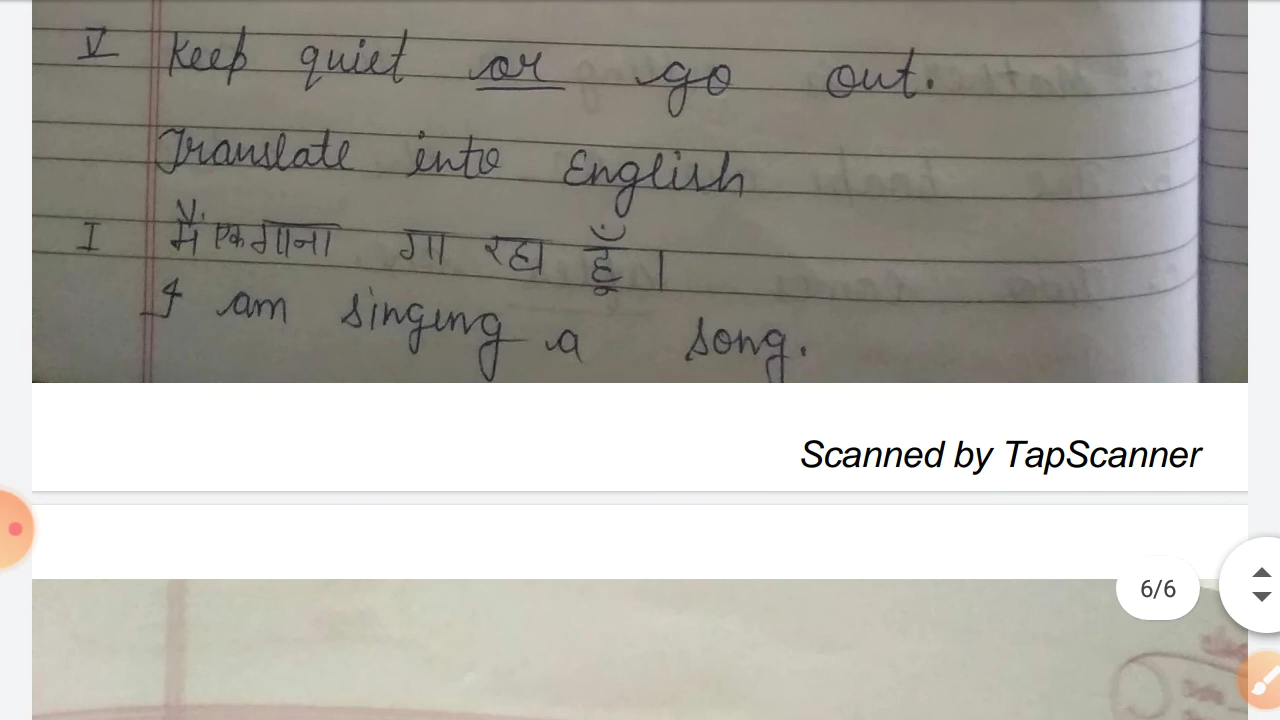 V Keep quiet or go out.
Translate into English
I मैं एक गाना गा रहा हूँ।
I am singing a song.
Scanned by TapScanner
6/6